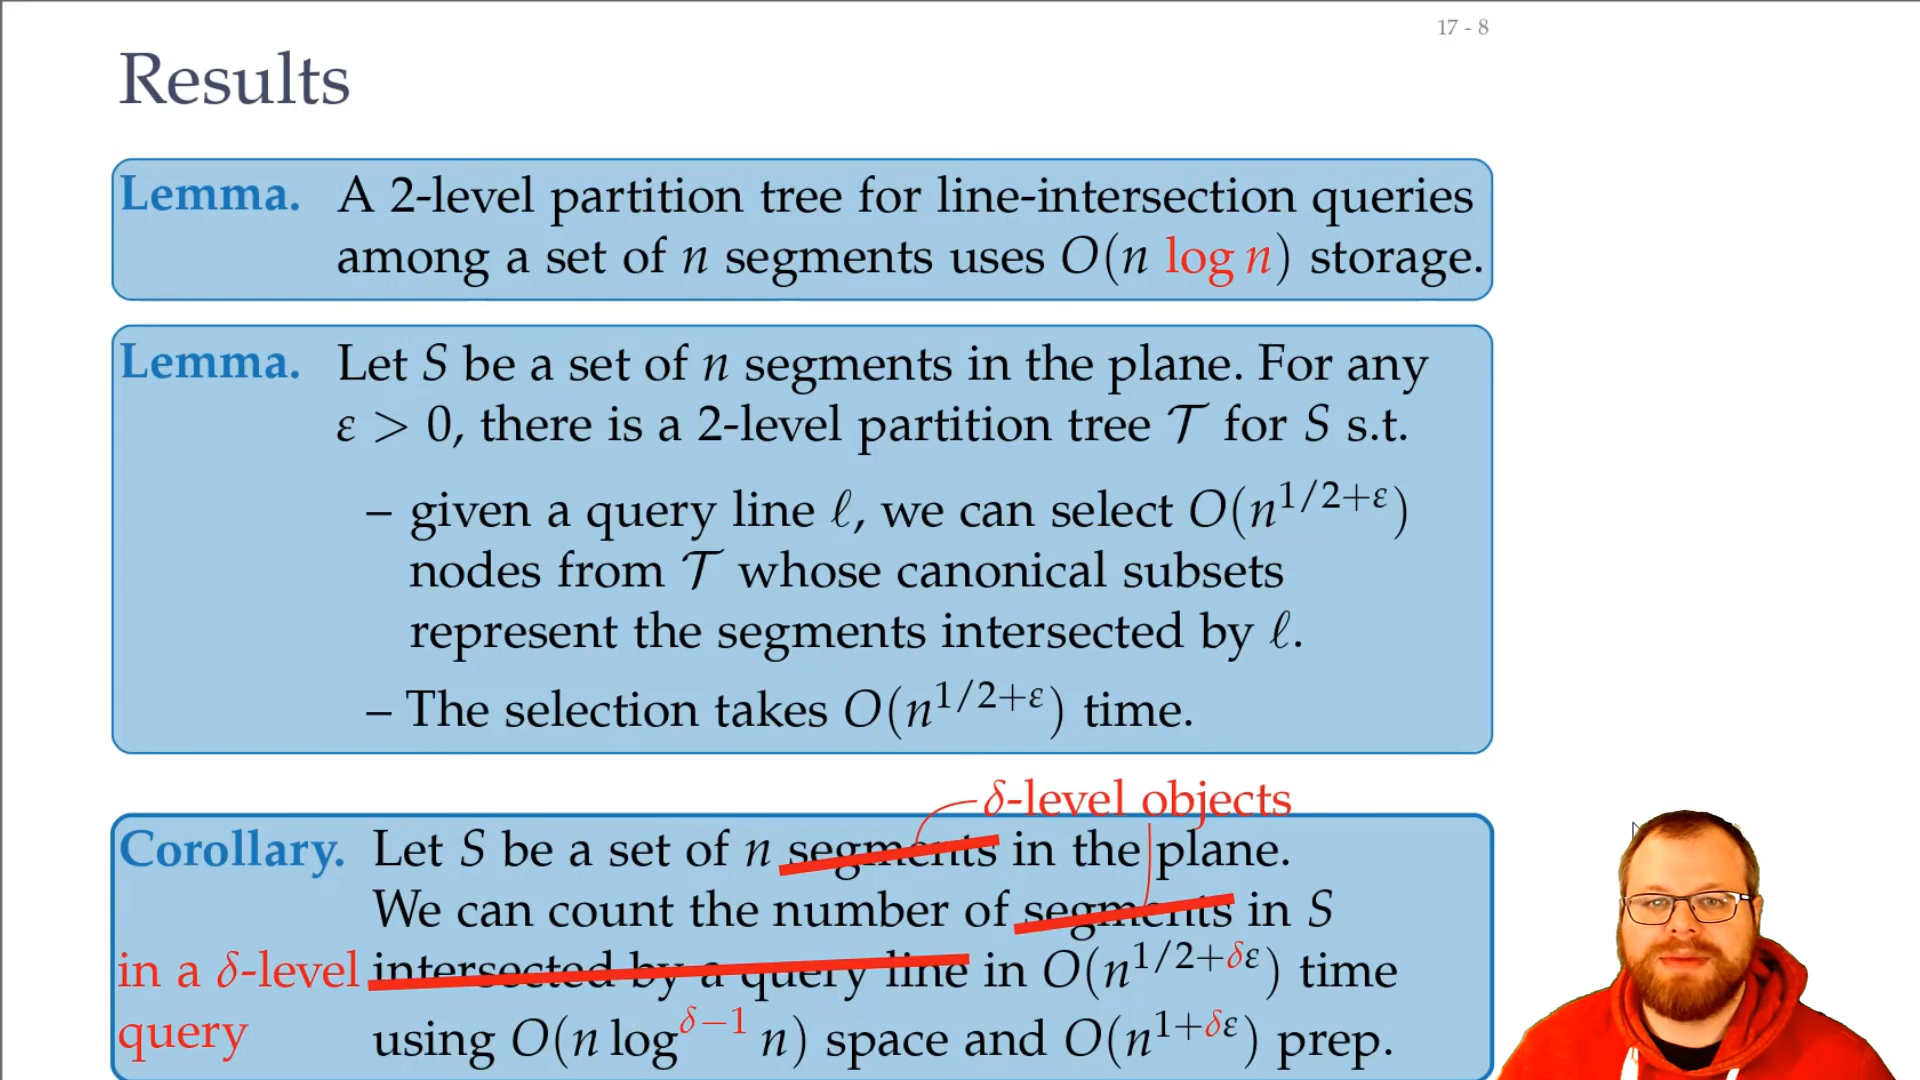 17 - 8
Results
Lemma. A 2-level partition tree for line-intersection queries
among a set of n segments uses O(n log n) storage.
Lemma. Let S be a set of n segments in the plane. For any
ε > 0, there is a 2-level partition tree 𝒯 for S s.t.
– given a query line ℓ, we can select O(n^{1/2+ε})
nodes from 𝒯 whose canonical subsets
represent the segments intersected by ℓ.
– The selection takes O(n^{1/2+ε}) time.
δ-level objects
Corollary. Let S be a set of n segments in the plane.
We can count the number of segments in S
in a δ-level intersected by a query line in O(n^{1/2+δε}) time
query using O(n log^{δ−1} n) space and O(n^{1+δε}) prep.